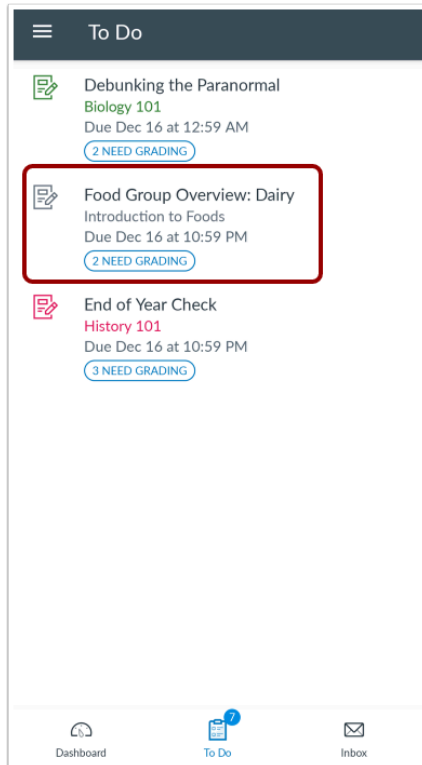 To Do
Debunking the Paranormal
Biology 101
Due Dec 16 at 12:59 AM
2 NEED GRADING
Food Group Overview: Dairy
Introduction to Foods
Due Dec 16 at 10:59 PM
2 NEED GRADING
End of Year Check
History 101
Due Dec 16 at 10:59 PM
3 NEED GRADING
7
Dashboard To Do Inbox